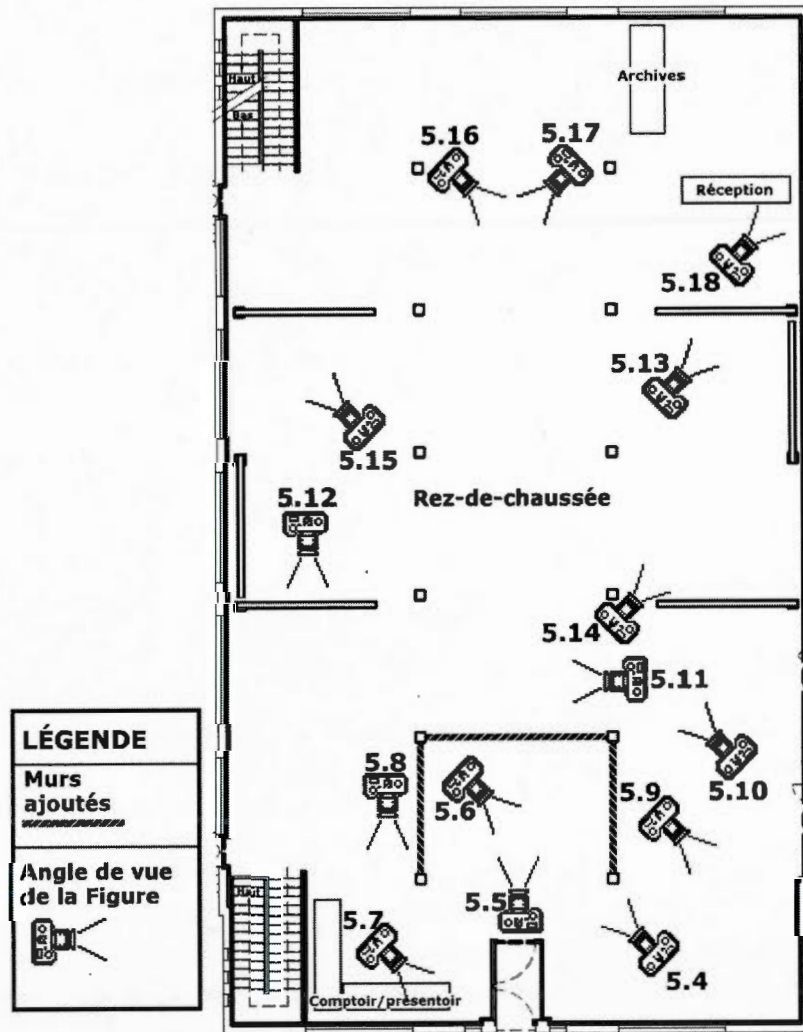 Haut
Bas
Archives
5.16
5.17
Réception
5.18
5.13
5.15
5.12
Rez-de-chaussée
5.14
5.11
5.10
5.8
5.6
5.9
5.5
5.7
5.4
Haut
Comptoir/présentoir
LÉGENDE
Murs
ajoutés
Angle de vue
de la Figure